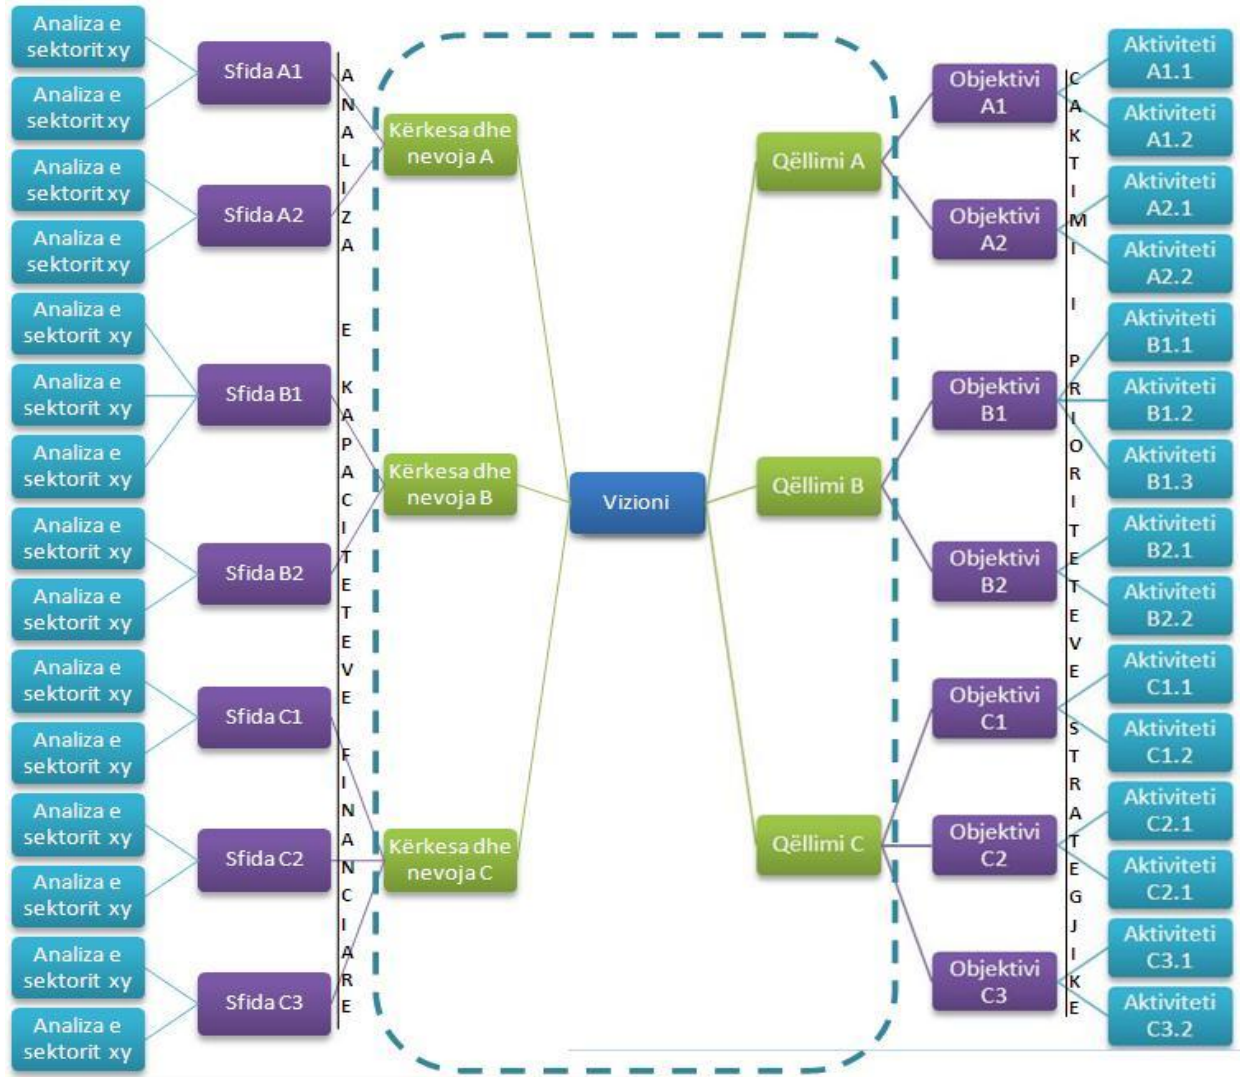 Analiza e
sektorit xy
Analiza e
sektorit xy
Analiza e
sektorit xy
Analiza e
sektorit xy
Analiza e
sektorit xy
Analiza e
sektorit xy
Analiza e
sektorit xy
Analiza e
sektorit xy
Analiza e
sektorit xy
Analiza e
sektorit xy
Analiza e
sektorit xy
Analiza e
sektorit xy
Analiza e
sektorit xy
Analiza e
sektorit xy
Analiza e
sektorit xy
Sfida A1
Sfida A2
Sfida B1
Sfida B2
Sfida C1
Sfida C2
Sfida C3
ANALIZA E KAPACITETEVE FINANCIARE
Kërkesa dhe
nevoja A
Kërkesa dhe
nevoja B
Kërkesa dhe
nevoja C
Vizioni
Qëllimi A
Qëllimi B
Qëllimi C
Objektivi
A1
Objektivi
A2
Objektivi
B1
Objektivi
B2
Objektivi
C1
Objektivi
C2
Objektivi
C3
CAKTIMI I PRIORITETEVE STRATEGJIKE
Aktiviteti
A1.1
Aktiviteti
A1.2
Aktiviteti
A2.1
Aktiviteti
A2.2
Aktiviteti
B1.1
Aktiviteti
B1.2
Aktiviteti
B1.3
Aktiviteti
B2.1
Aktiviteti
B2.2
Aktiviteti
C1.1
Aktiviteti
C1.2
Aktiviteti
C2.1
Aktiviteti
C2.1
Aktiviteti
C3.1
Aktiviteti
C3.2